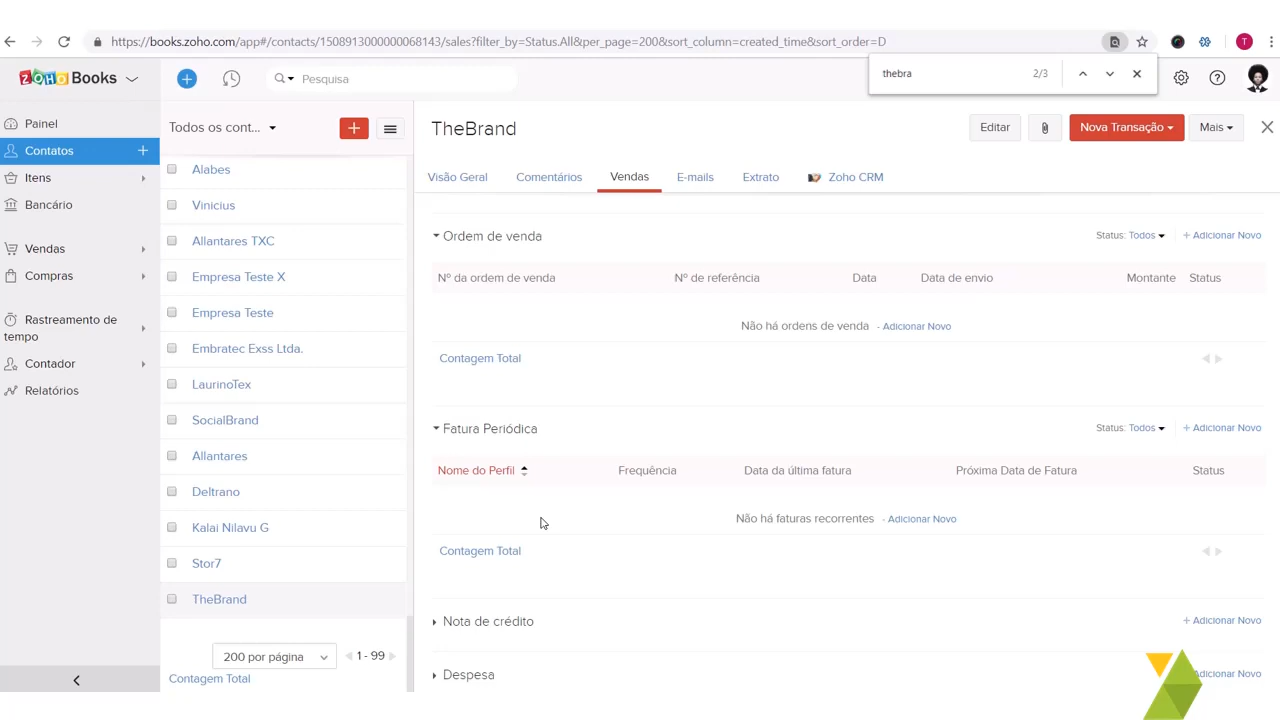 https://books.zoho.com/app#/contacts/1508913000000068143/sales?filter_by=Status.All&per_page=200&sort_column=created_time&sort_order=D
T
thebra 2/3
ZOHO Books
Pesquisa
Painel
Contatos
Itens
Bancário
Vendas
Compras
Rastreamento de
tempo
Contador
Relatórios
Todos os cont...
Alabes
Vinicius
Allantares TXC
Empresa Teste X
Empresa Teste
Embratec Exss Ltda.
LaurinoTex
SocialBrand
Allantares
Deltrano
Kalai Nilavu G
Stor7
TheBrand
200 por página 1 - 99
Contagem Total
TheBrand
Editar Nova Transação Mais
Visão Geral Comentários Vendas E-mails Extrato Zoho CRM
Ordem de venda Status: Todos + Adicionar Novo
Nº da ordem de venda Nº de referência Data Data de envio Montante Status
Não há ordens de venda - Adicionar Novo
Contagem Total
Fatura Periódica Status: Todos + Adicionar Novo
Nome do Perfil Frequência Data da última fatura Próxima Data de Fatura Status
Não há faturas recorrentes - Adicionar Novo
Contagem Total
Nota de crédito + Adicionar Novo
Despesa Adicionar Novo